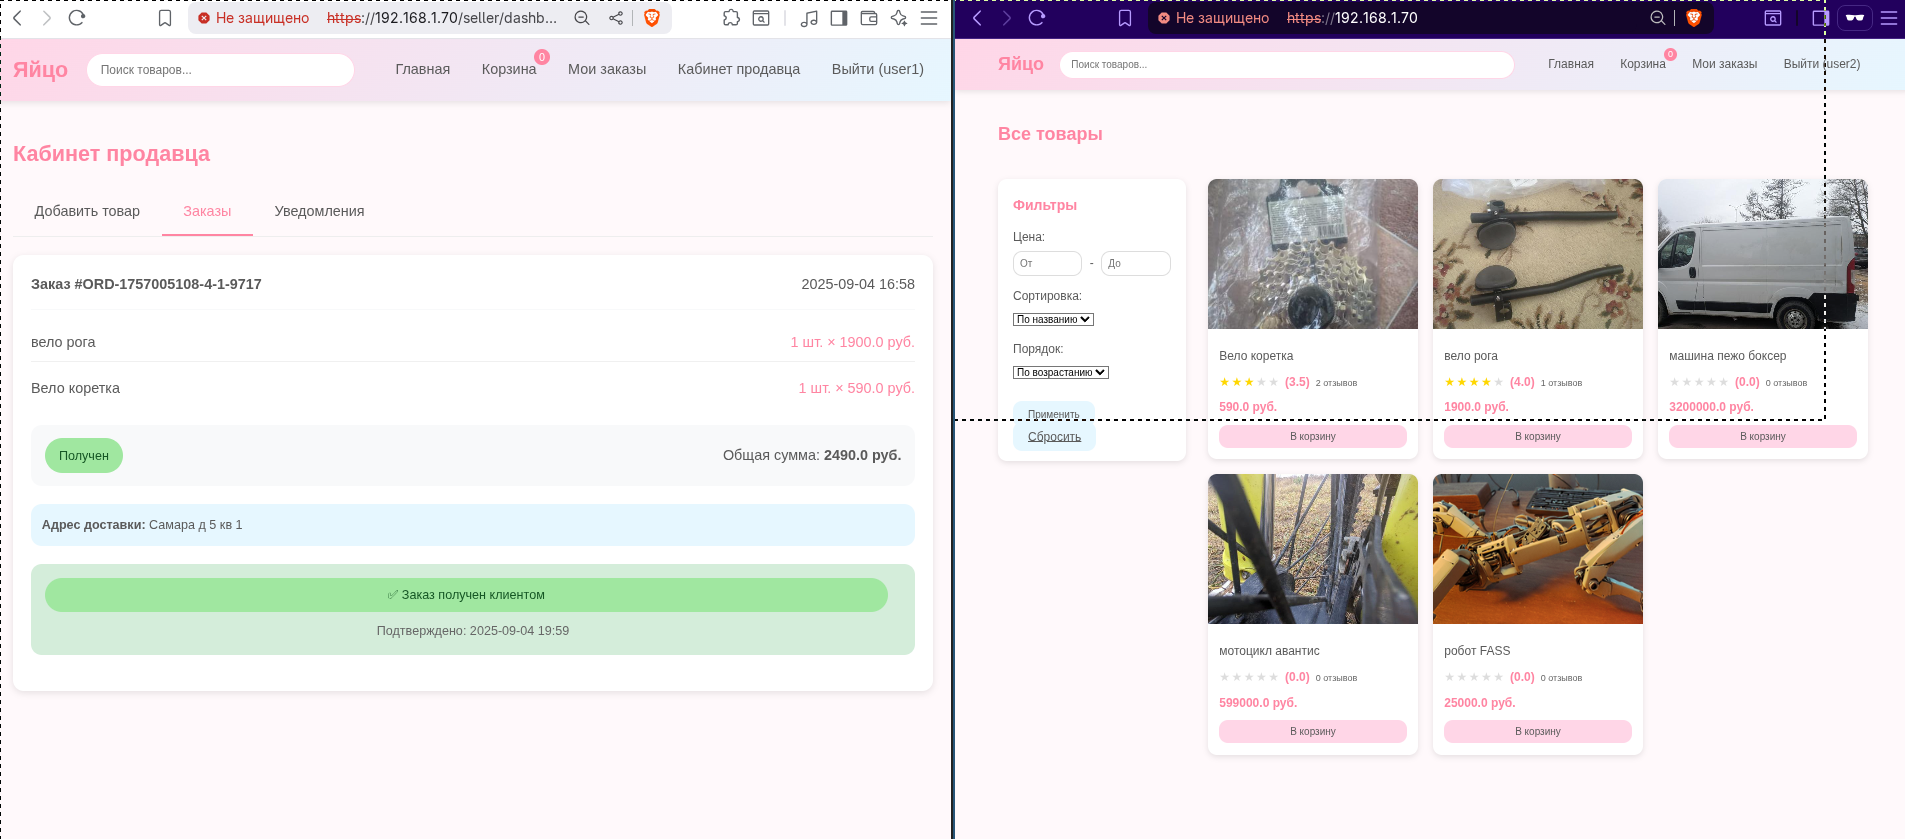 Не защищено https://192.168.1.70/seller/dashb...
Яйцо Поиск товаров... Главная Корзина 0 Мои заказы Кабинет продавца Выйти (user1)
Кабинет продавца
Добавить товар Заказы Уведомления
Заказ #ORD-1757005108-4-1-9717 2025-09-04 16:58
вело рога 1 шт. × 1900.0 руб.
Вело коретка 1 шт. × 590.0 руб.
Получен Общая сумма: 2490.0 руб.
Адрес доставки: Самара д 5 кв 1
✅ Заказ получен клиентом
Подтверждено: 2025-09-04 19:59
Не защищено https://192.168.1.70
Яйцо Поиск товаров... Главная Корзина 0 Мои заказы Выйти (user2)
Все товары
Фильтры
Цена:
От - До
Сортировка:
По названию
Порядок:
По возрастанию
Применить
Сбросить
Вело коретка
(3.5) 2 отзывов
590.0 руб.
В корзину
вело рога
(4.0) 1 отзывов
1900.0 руб.
В корзину
машина пежо боксер
(0.0) 0 отзывов
3200000.0 руб.
В корзину
мотоцикл авантис
(0.0) 0 отзывов
599000.0 руб.
В корзину
робот FASS
(0.0) 0 отзывов
25000.0 руб.
В корзину